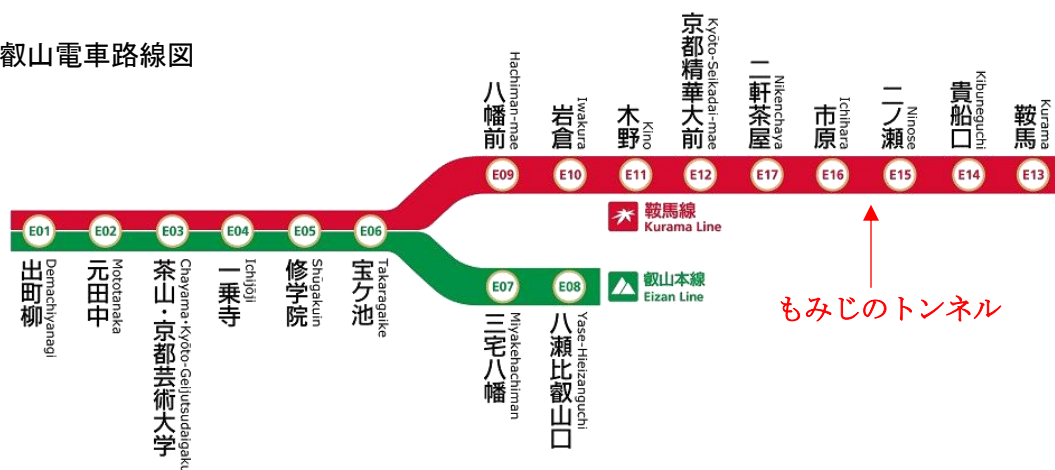 叡山電車路線図
八幡前
Hachiman-mae
岩倉
Iwakura
木野
Kino
京都精華大前
Kyōto-Seikadai-mae
二軒茶屋
Nikenchaya
市原
Ichihara
二ノ瀬
Ninose
貴船口
Kibuneguchi
鞍馬
Kurama
E09
E10
E11
E12
E17
E16
E15
E14
E13
鞍馬線
Kurama Line
E01
E02
E03
E04
E05
E06
出町柳
Demachiyanagi
元田中
Mototanaka
茶山・京都芸術大学
Chayama・Kyōto-Geijutsudaigaku
一乗寺
Ichijōji
修学院
Shūgakuin
宝ケ池
Takaragaike
E07
E08
叡山本線
Eizan Line
三宅八幡
Miyakehachiman
八瀬比叡山口
Yase-Hieizanguchi
もみじのトンネル